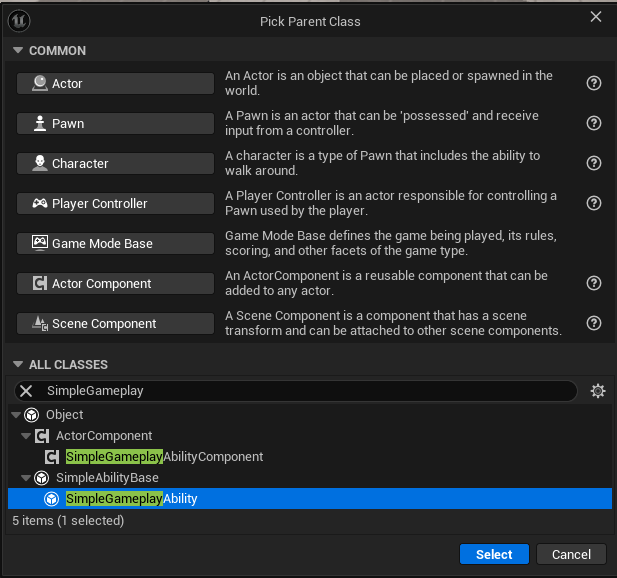 Pick Parent Class
COMMON
Actor
An Actor is an object that can be placed or spawned in the
world.
Pawn
A Pawn is an actor that can be 'possessed' and receive
input from a controller.
Character
A character is a type of Pawn that includes the ability to
walk around.
Player Controller
A Player Controller is an actor responsible for controlling a
Pawn used by the player.
Game Mode Base
Game Mode Base defines the game being played, its rules,
scoring, and other facets of the game type.
Actor Component
An ActorComponent is a reusable component that can be
added to any actor.
Scene Component
A Scene Component is a component that has a scene
transform and can be attached to other scene components.
ALL CLASSES
SimpleGameplay
Object
ActorComponent
SimpleGameplayAbilityComponent
SimpleAbilityBase
SimpleGameplayAbility
5 items (1 selected)
Select
Cancel